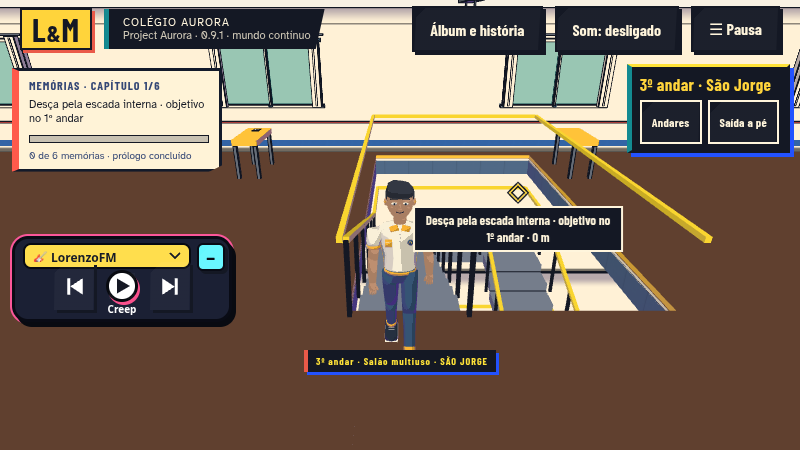 L&M
COLÉGIO AURORA
Project Aurora · 0.9.1 · mundo contínuo
Álbum e história
Som: desligado
☰ Pausa
MEMÓRIAS · CAPÍTULO 1/6
Desça pela escada interna · objetivo
no 1º andar
0 de 6 memórias · prólogo concluído
3º andar · São Jorge
Andares
Saída a pé
Desça pela escada interna · objetivo no
1º andar · 0 m
🎸 LorenzoFM
–
Creep
3º andar · Salão multiuso · SÃO JORGE